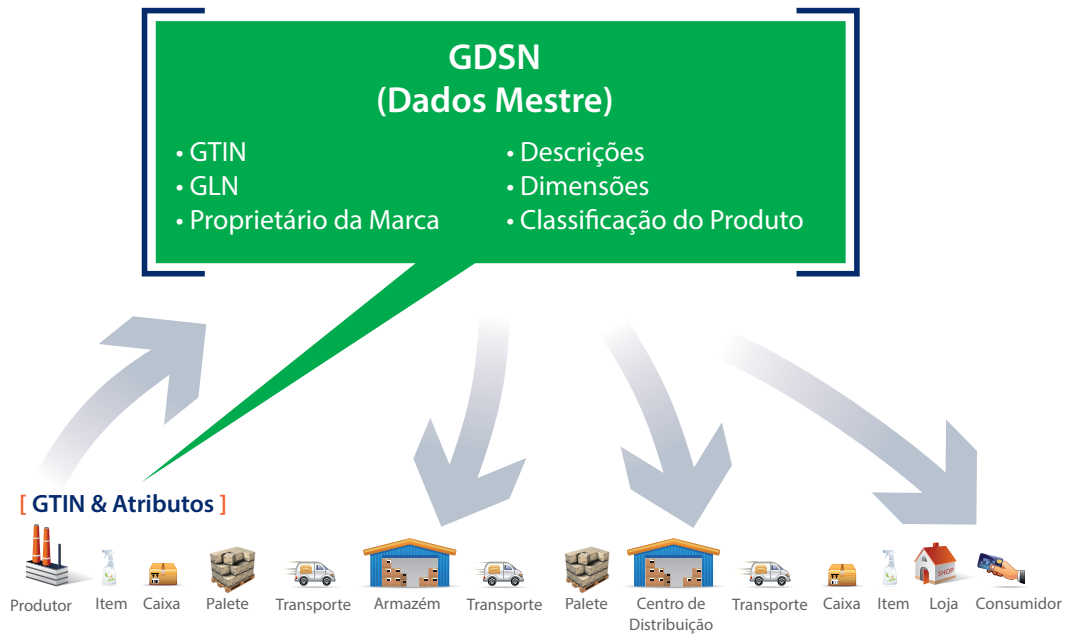 GDSN
(Dados Mestre)
• GTIN
• GLN
• Proprietário da Marca
• Descrições
• Dimensões
• Classificação do Produto
[ GTIN & Atributos ]
SHOP
Produtor
Item
Caixa
Palete
Transporte
Armazém
Transporte
Palete
Centro de
Distribuição
Transporte
Caixa
Item
Loja
Consumidor